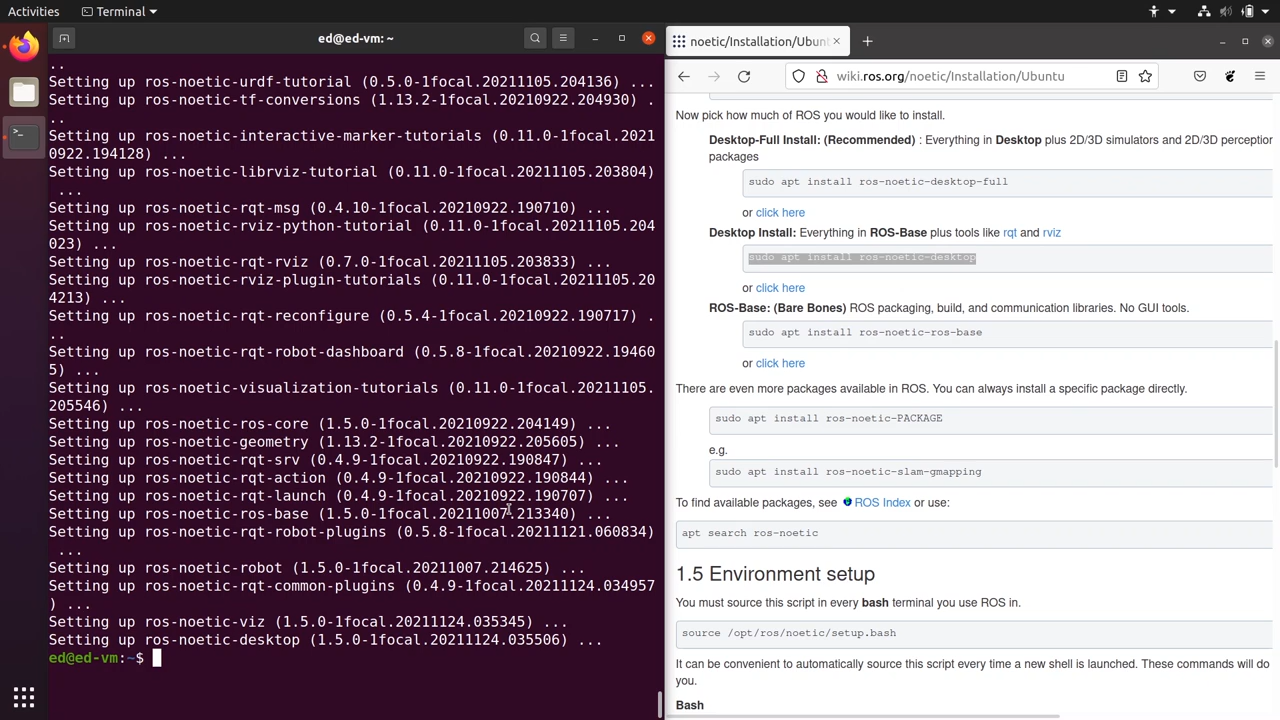 Activities
Terminal
ed@ed-vm: ~
..
Setting up ros-noetic-urdf-tutorial (0.5.0-1focal.20211105.204136) ...
Setting up ros-noetic-tf-conversions (1.13.2-1focal.20210922.204930) .
..
Setting up ros-noetic-interactive-marker-tutorials (0.11.0-1focal.2021
0922.194128) ...
Setting up ros-noetic-librviz-tutorial (0.11.0-1focal.20211105.203804)
...
Setting up ros-noetic-rqt-msg (0.4.10-1focal.20210922.190710) ...
Setting up ros-noetic-rviz-python-tutorial (0.11.0-1focal.20211105.204
023) ...
Setting up ros-noetic-rqt-rviz (0.7.0-1focal.20211105.203833) ...
Setting up ros-noetic-rviz-plugin-tutorials (0.11.0-1focal.20211105.20
4213) ...
Setting up ros-noetic-rqt-reconfigure (0.5.4-1focal.20210922.190717) .
..
Setting up ros-noetic-rqt-robot-dashboard (0.5.8-1focal.20210922.19460
5) ...
Setting up ros-noetic-visualization-tutorials (0.11.0-1focal.20211105.
205546) ...
Setting up ros-noetic-ros-core (1.5.0-1focal.20210922.204149) ...
Setting up ros-noetic-geometry (1.13.2-1focal.20210922.205605) ...
Setting up ros-noetic-rqt-srv (0.4.9-1focal.20210922.190847) ...
Setting up ros-noetic-rqt-action (0.4.9-1focal.20210922.190844) ...
Setting up ros-noetic-rqt-launch (0.4.9-1focal.20210922.190707) ...
Setting up ros-noetic-ros-base (1.5.0-1focal.20211007.213340) ...
Setting up ros-noetic-rqt-robot-plugins (0.5.8-1focal.20211121.060834)
...
Setting up ros-noetic-robot (1.5.0-1focal.20211007.214625) ...
Setting up ros-noetic-rqt-common-plugins (0.4.9-1focal.20211124.034957
) ...
Setting up ros-noetic-viz (1.5.0-1focal.20211124.035345) ...
Setting up ros-noetic-desktop (1.5.0-1focal.20211124.035506) ...
ed@ed-vm:~$
noetic/Installation/Ubunt
wiki.ros.org/noetic/Installation/Ubuntu
Now pick how much of ROS you would like to install.
Desktop-Full Install: (Recommended) : Everything in Desktop plus 2D/3D simulators and 2D/3D perception
packages
sudo apt install ros-noetic-desktop-full
or click here
Desktop Install: Everything in ROS-Base plus tools like rqt and rviz
sudo apt install ros-noetic-desktop
or click here
ROS-Base: (Bare Bones) ROS packaging, build, and communication libraries. No GUI tools.
sudo apt install ros-noetic-ros-base
or click here
There are even more packages available in ROS. You can always install a specific package directly.
sudo apt install ros-noetic-PACKAGE
e.g.
sudo apt install ros-noetic-slam-gmapping
To find available packages, see ROS Index or use:
apt search ros-noetic
1.5 Environment setup
You must source this script in every bash terminal you use ROS in.
source /opt/ros/noetic/setup.bash
It can be convenient to automatically source this script every time a new shell is launched. These commands will do
you.
Bash